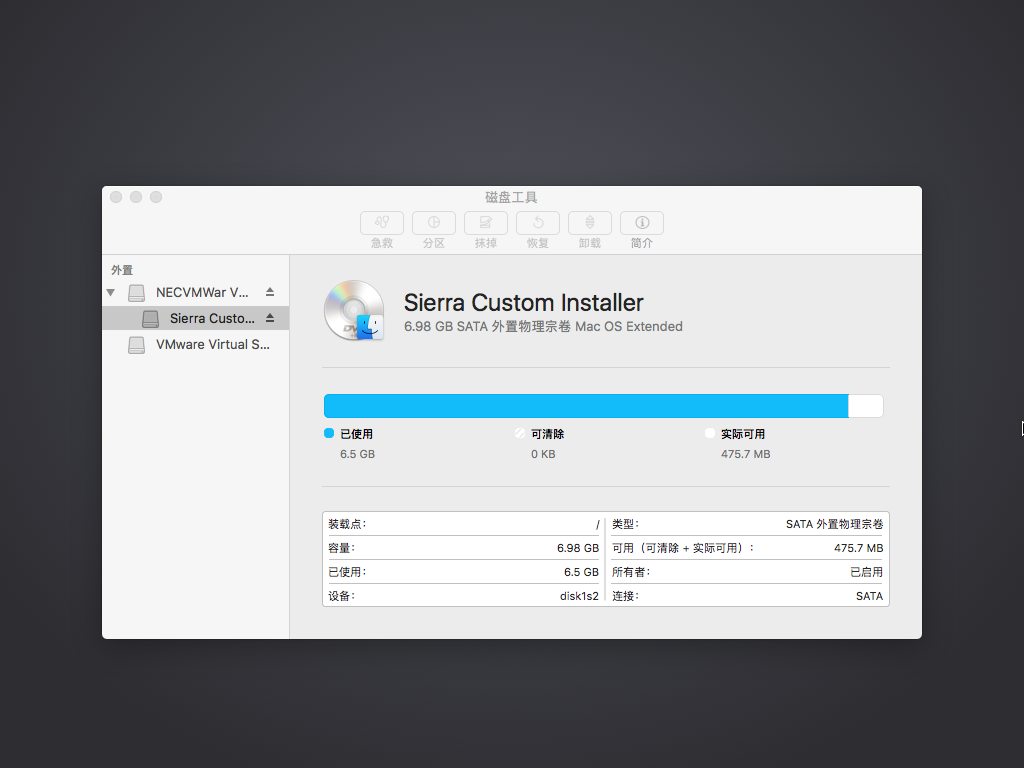 磁盘工具
急救 分区 抹掉 恢复 卸载 简介
外置
NECVMWar V...
Sierra Custo...
VMware Virtual S...
Sierra Custom Installer
6.98 GB SATA 外置物理宗卷 Mac OS Extended
已使用 可清除 实际可用
6.5 GB 0 KB 475.7 MB
装载点: / 类型: SATA 外置物理宗卷
容量: 6.98 GB 可用（可清除 + 实际可用）: 475.7 MB
已使用: 6.5 GB 所有者: 已启用
设备: disk1s2 连接: SATA